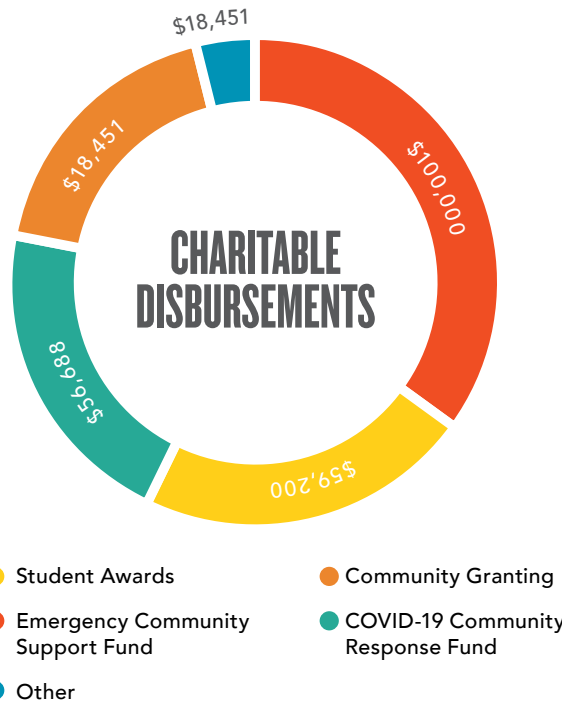 $18,451
$18,451
$100,000
CHARITABLE
DISBURSEMENTS
$56,688
$59,200
Student Awards
Community Granting
Emergency Community
Support Fund
COVID-19 Community
Response Fund
Other